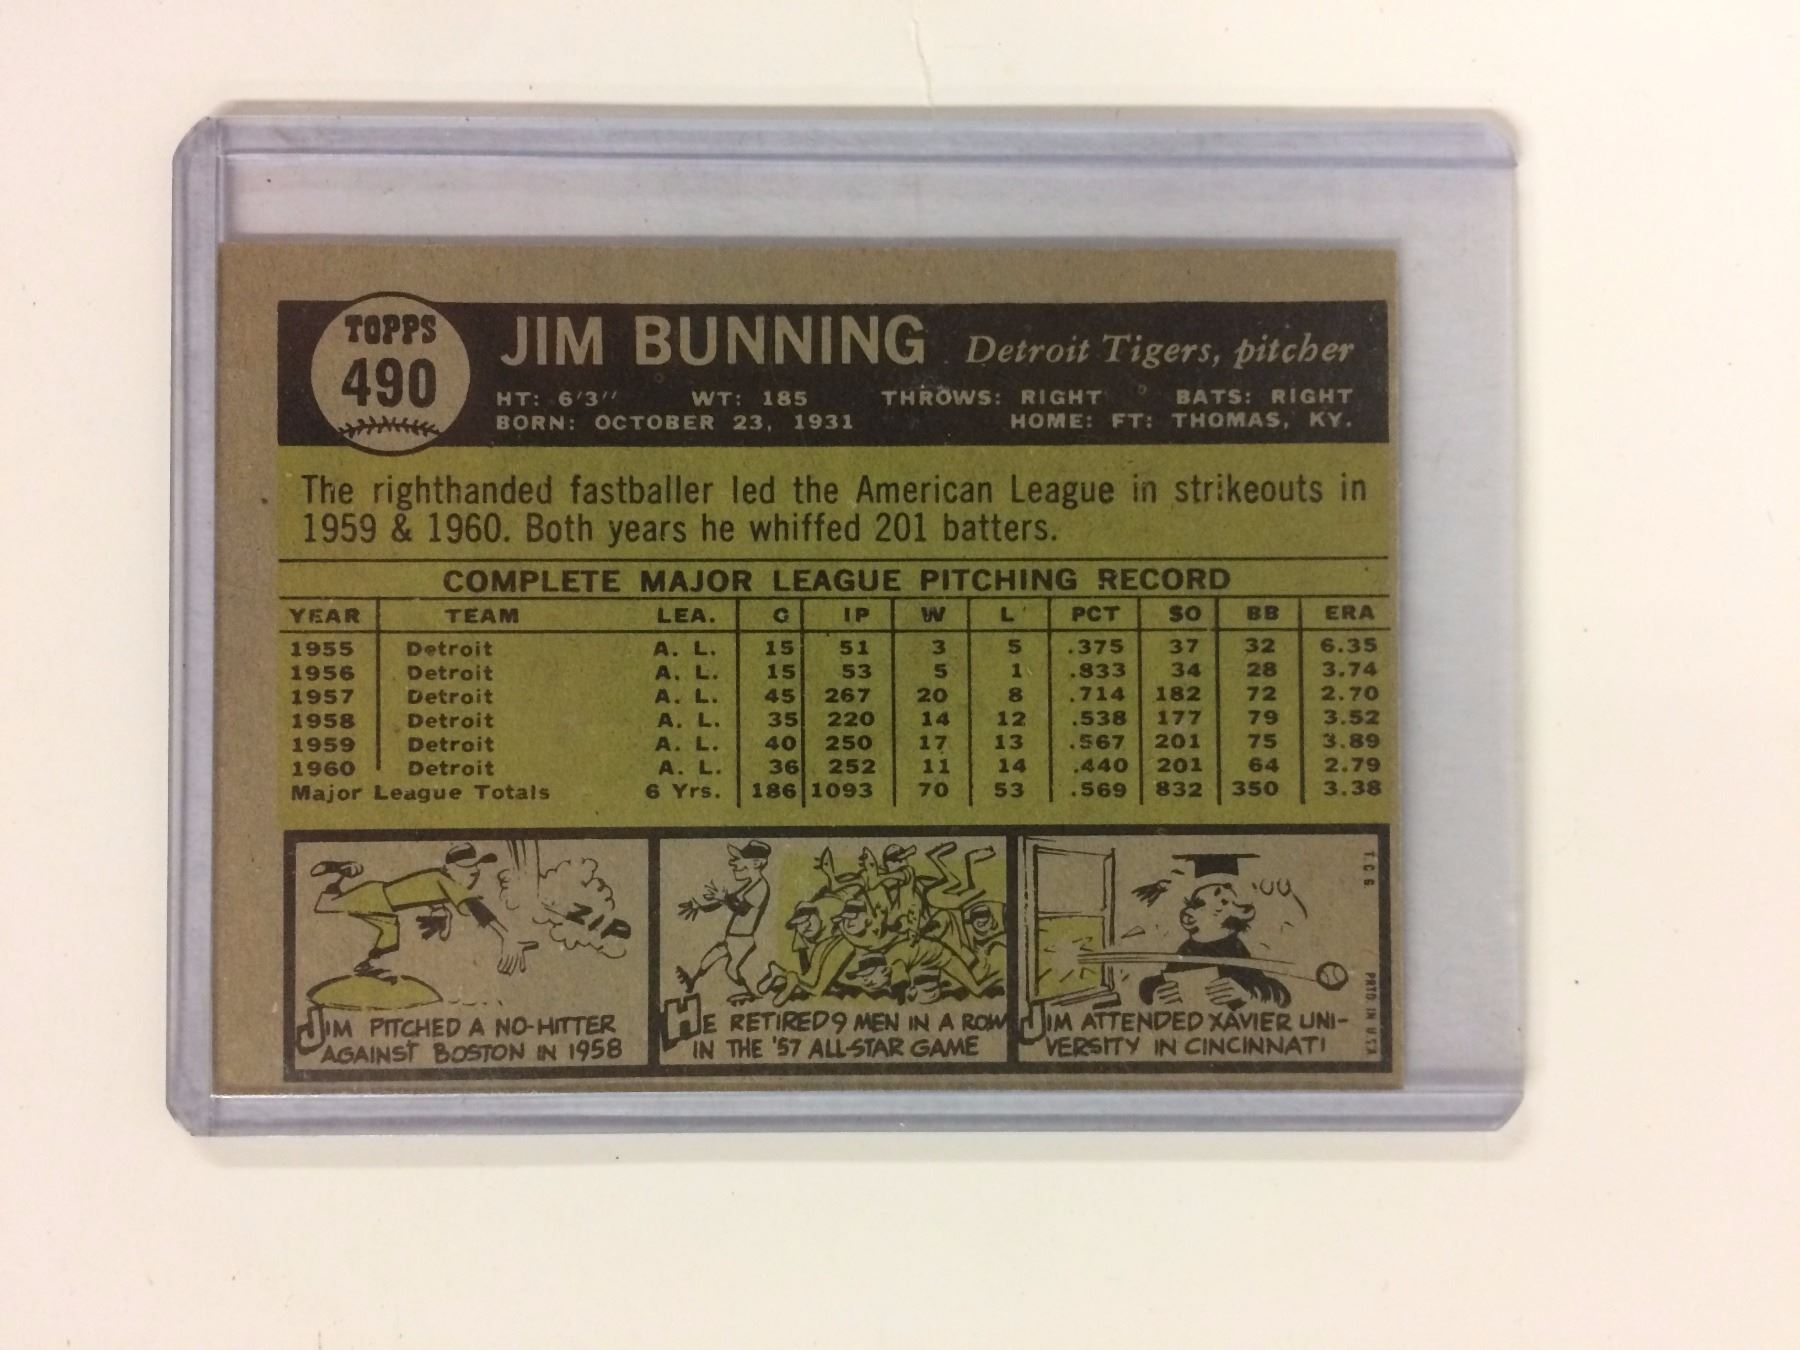 TOPPS
490
JIM BUNNING Detroit Tigers, pitcher
HT: 6'3'' WT: 185 THROWS: RIGHT BATS: RIGHT
BORN: OCTOBER 23, 1931 HOME: FT: THOMAS, KY.
The righthanded fastballer led the American League in strikeouts in
1959 & 1960. Both years he whiffed 201 batters.
COMPLETE MAJOR LEAGUE PITCHING RECORD
YEAR TEAM LEA. G IP W L PCT SO BB ERA
1955 Detroit A. L. 15 51 3 5 .375 37 32 6.35
1956 Detroit A. L. 15 53 5 1 .833 34 28 3.74
1957 Detroit A. L. 45 267 20 8 .714 182 72 2.70
1958 Detroit A. L. 35 220 14 12 .538 177 79 3.52
1959 Detroit A. L. 40 250 17 13 .567 201 75 3.89
1960 Detroit A. L. 36 252 11 14 .440 201 64 2.79
Major League Totals 6 Yrs. 186 1093 70 53 .569 832 350 3.38
ZIP
JIM PITCHED A NO-HITTER
AGAINST BOSTON IN 1958
HE RETIRED 9 MEN IN A ROW
IN THE '57 ALL-STAR GAME
JIM ATTENDED XAVIER UNI-
VERSITY IN CINCINNATI
T. C. G.
PRTD. IN U.S.A.